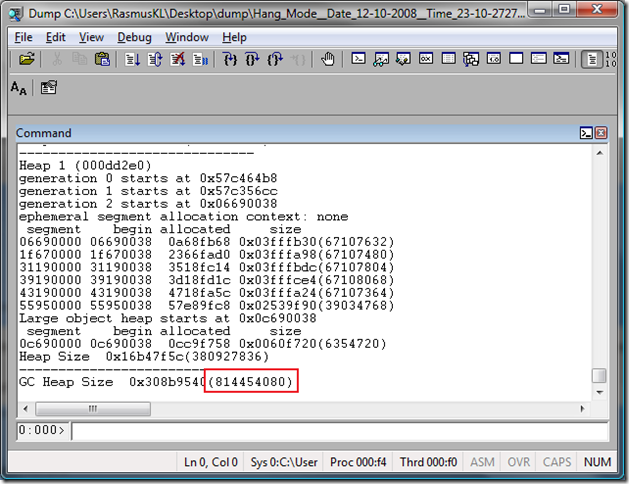 Dump C:\Users\RasmusKL\Desktop\dump\Hang_Mode__Date_12-10-2008__Time_23-10-2727...
File Edit View Debug Window Help
Command
------------------------------
Heap 1 (000dd2e0)
generation 0 starts at 0x57c464b8
generation 1 starts at 0x57c356cc
generation 2 starts at 0x06690038
ephemeral segment allocation context: none
segment begin allocated size
06690000 06690038 0a68fb68 0x03fffb30(67107632)
1f670000 1f670038 2366fad0 0x03fffa98(67107480)
31190000 31190038 3518fc14 0x03fffbdc(67107804)
39190000 39190038 3d18fd1c 0x03fffce4(67108068)
43190000 43190038 4718fa5c 0x03fffa24(67107364)
55950000 55950038 57e89fc8 0x02539f90(39034768)
Large object heap starts at 0x0c690038
segment begin allocated size
0c690000 0c690038 0cc9f758 0x0060f720(6354720)
Heap Size 0x16b47f5c(380927836)
------------------------------
GC Heap Size 0x308b9540(814454080)
0:000>
Ln 0, Col 0 Sys 0:C:\User Proc 000:f4 Thrd 000:f0 ASM OVR CAPS NUM